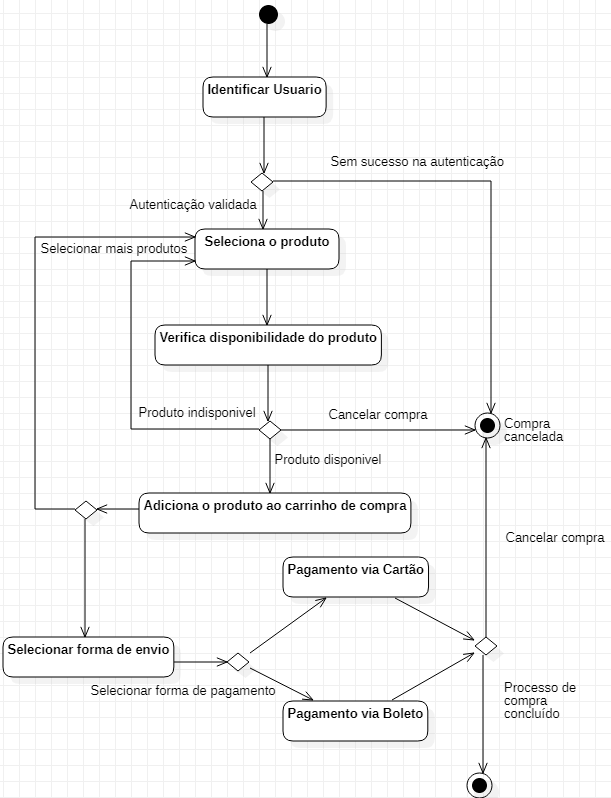 Identificar Usuario
Sem sucesso na autenticação
Autenticação validada
Seleciona o produto
Selecionar mais produtos
Verifica disponibilidade do produto
Produto indisponivel
Cancelar compra
Compra
cancelada
Produto disponivel
Adiciona o produto ao carrinho de compra
Cancelar compra
Pagamento via Cartão
Selecionar forma de envio
Selecionar forma de pagamento
Pagamento via Boleto
Processo de
compra
concluído